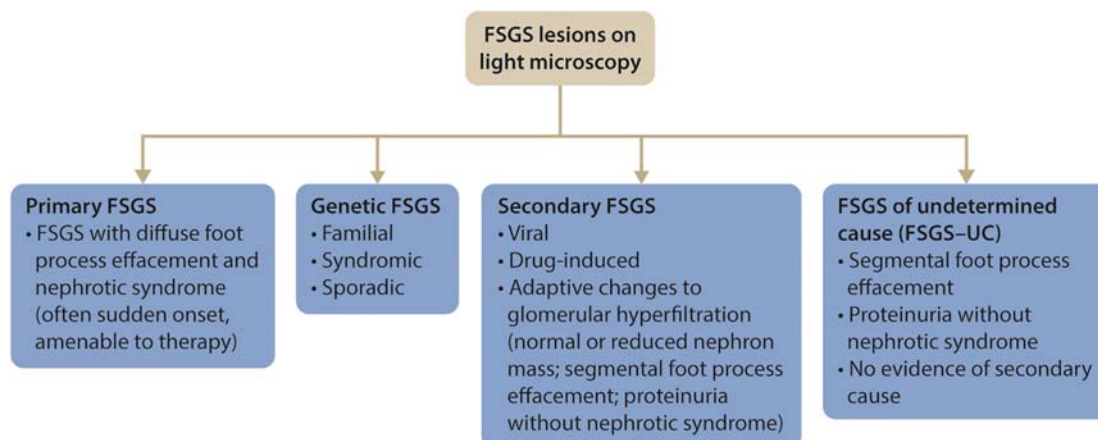 FSGS lesions on
light microscopy
Primary FSGS
• FSGS with diffuse foot
process effacement and
nephrotic syndrome
(often sudden onset,
amenable to therapy)
Genetic FSGS
• Familial
• Syndromic
• Sporadic
Secondary FSGS
• Viral
• Drug-induced
• Adaptive changes to
glomerular hyperfiltration
(normal or reduced nephron
mass; segmental foot process
effacement; proteinuria
without nephrotic syndrome)
FSGS of undetermined
cause (FSGS–UC)
• Segmental foot process
effacement
• Proteinuria without
nephrotic syndrome
• No evidence of secondary
cause